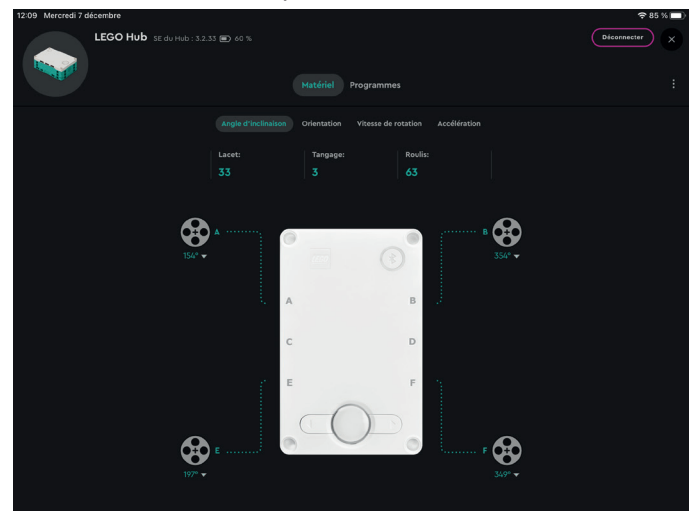 12:09 Mercredi 7 décembre 85 %
LEGO Hub SE du Hub : 3.2.33 60 %
Déconnecter
Matériel Programmes
Angle d'inclinaison Orientation Vitesse de rotation Accélération
Lacet: Tangage: Roulis:
33 3 63
A B
154° 354°
A B
C D
E F
E F
197° 349°